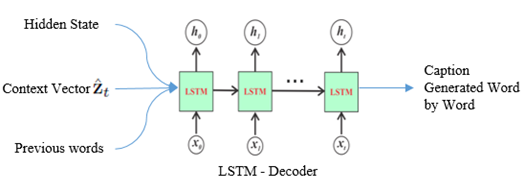 Hidden State
Context Vector Ẑt
Previous words
h0
h1
ht
LSTM
LSTM
...
LSTM
x0
x1
xt
Caption
Generated Word
by Word
LSTM - Decoder